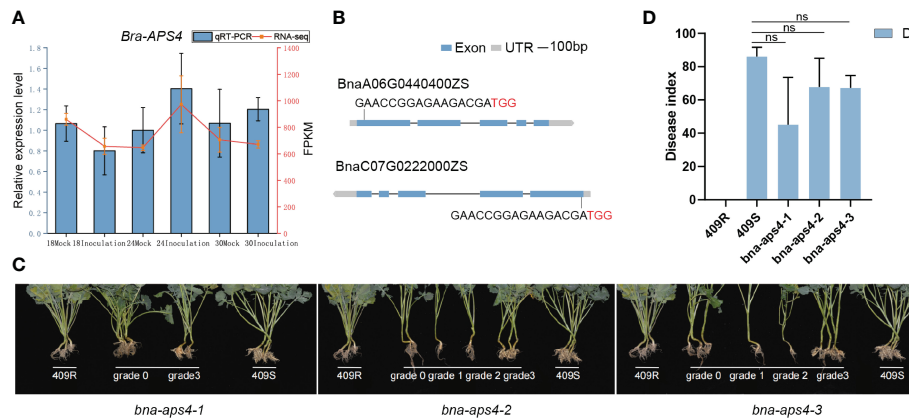 A
Bra-APS4
qRT-PCR RNA-seq
Relative expression level
1.8
1.6
1.4
1.2
1.0
0.8
0.6
0.4
0.2
0.0
1400
1200
1000
800
600
400
200
0
FPKM
18Mock 18Inoculation 24Mock 24Inoculation 30Mock 30Inoculation
B
Exon UTR —100bp
BnaA06G0440400ZS
GAACCGGAGAAGACGATGG
BnaC07G0222000ZS
GAACCGGAGAAGACGATGG
D
Disease index
100
80
60
40
20
0
ns
ns
ns
D
409R
409S
bna-aps4-1
bna-aps4-2
bna-aps4-3
C
409R grade 0 grade3 409S
bna-aps4-1
409R grade 0 grade 1 grade 2 grade3 409S
bna-aps4-2
409R grade 0 grade 1 grade 2 grade3 409S
bna-aps4-3